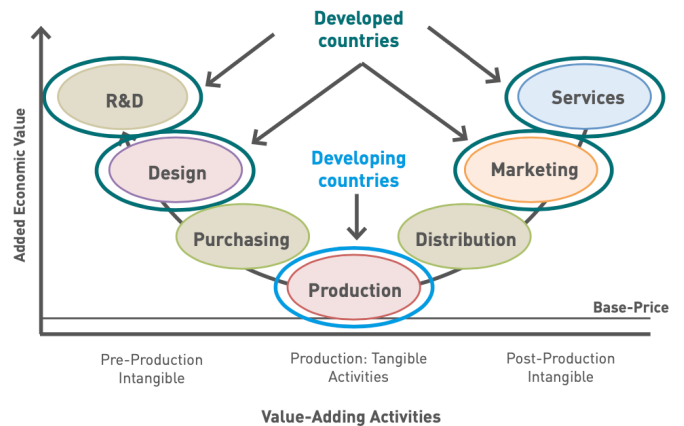 Developed
countries
R&D
Services
Design
Marketing
Developing
countries
Purchasing
Distribution
Production
Base-Price
Added Economic Value
Pre-Production
Intangible
Production: Tangible
Activities
Post-Production
Intangible
Value-Adding Activities